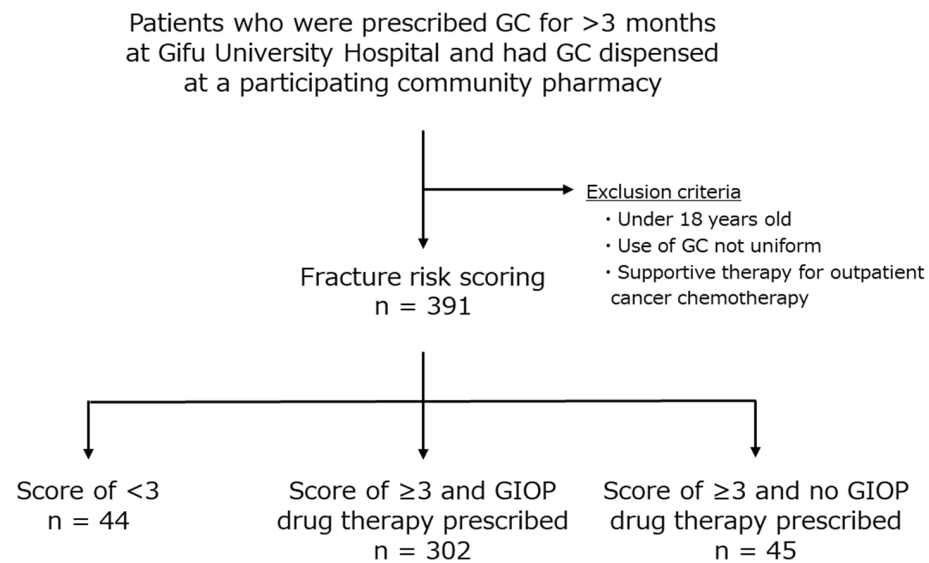 Patients who were prescribed GC for >3 months
at Gifu University Hospital and had GC dispensed
at a participating community pharmacy
Exclusion criteria
・Under 18 years old
・Use of GC not uniform
・Supportive therapy for outpatient
cancer chemotherapy
Fracture risk scoring
n = 391
Score of <3
n = 44
Score of ≥3 and GIOP
drug therapy prescribed
n = 302
Score of ≥3 and no GIOP
drug therapy prescribed
n = 45